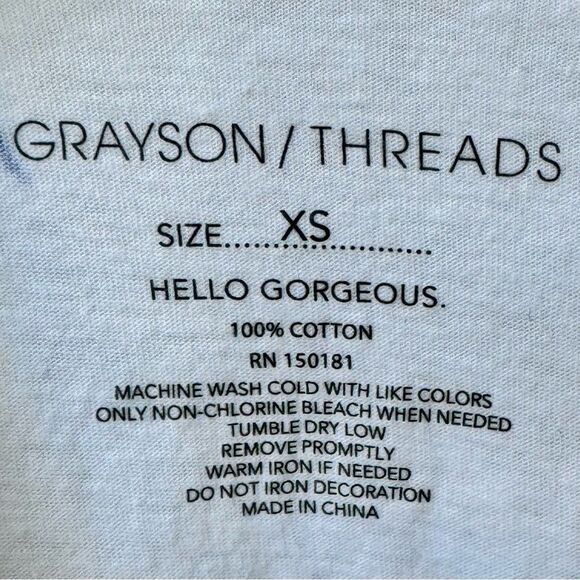 GRAYSON / THREADS
SIZE....XS....................
HELLO GORGEOUS.
100% COTTON
RN 150181
MACHINE WASH COLD WITH LIKE COLORS
ONLY NON-CHLORINE BLEACH WHEN NEEDED
TUMBLE DRY LOW
REMOVE PROMPTLY
WARM IRON IF NEEDED
DO NOT IRON DECORATION
MADE IN CHINA